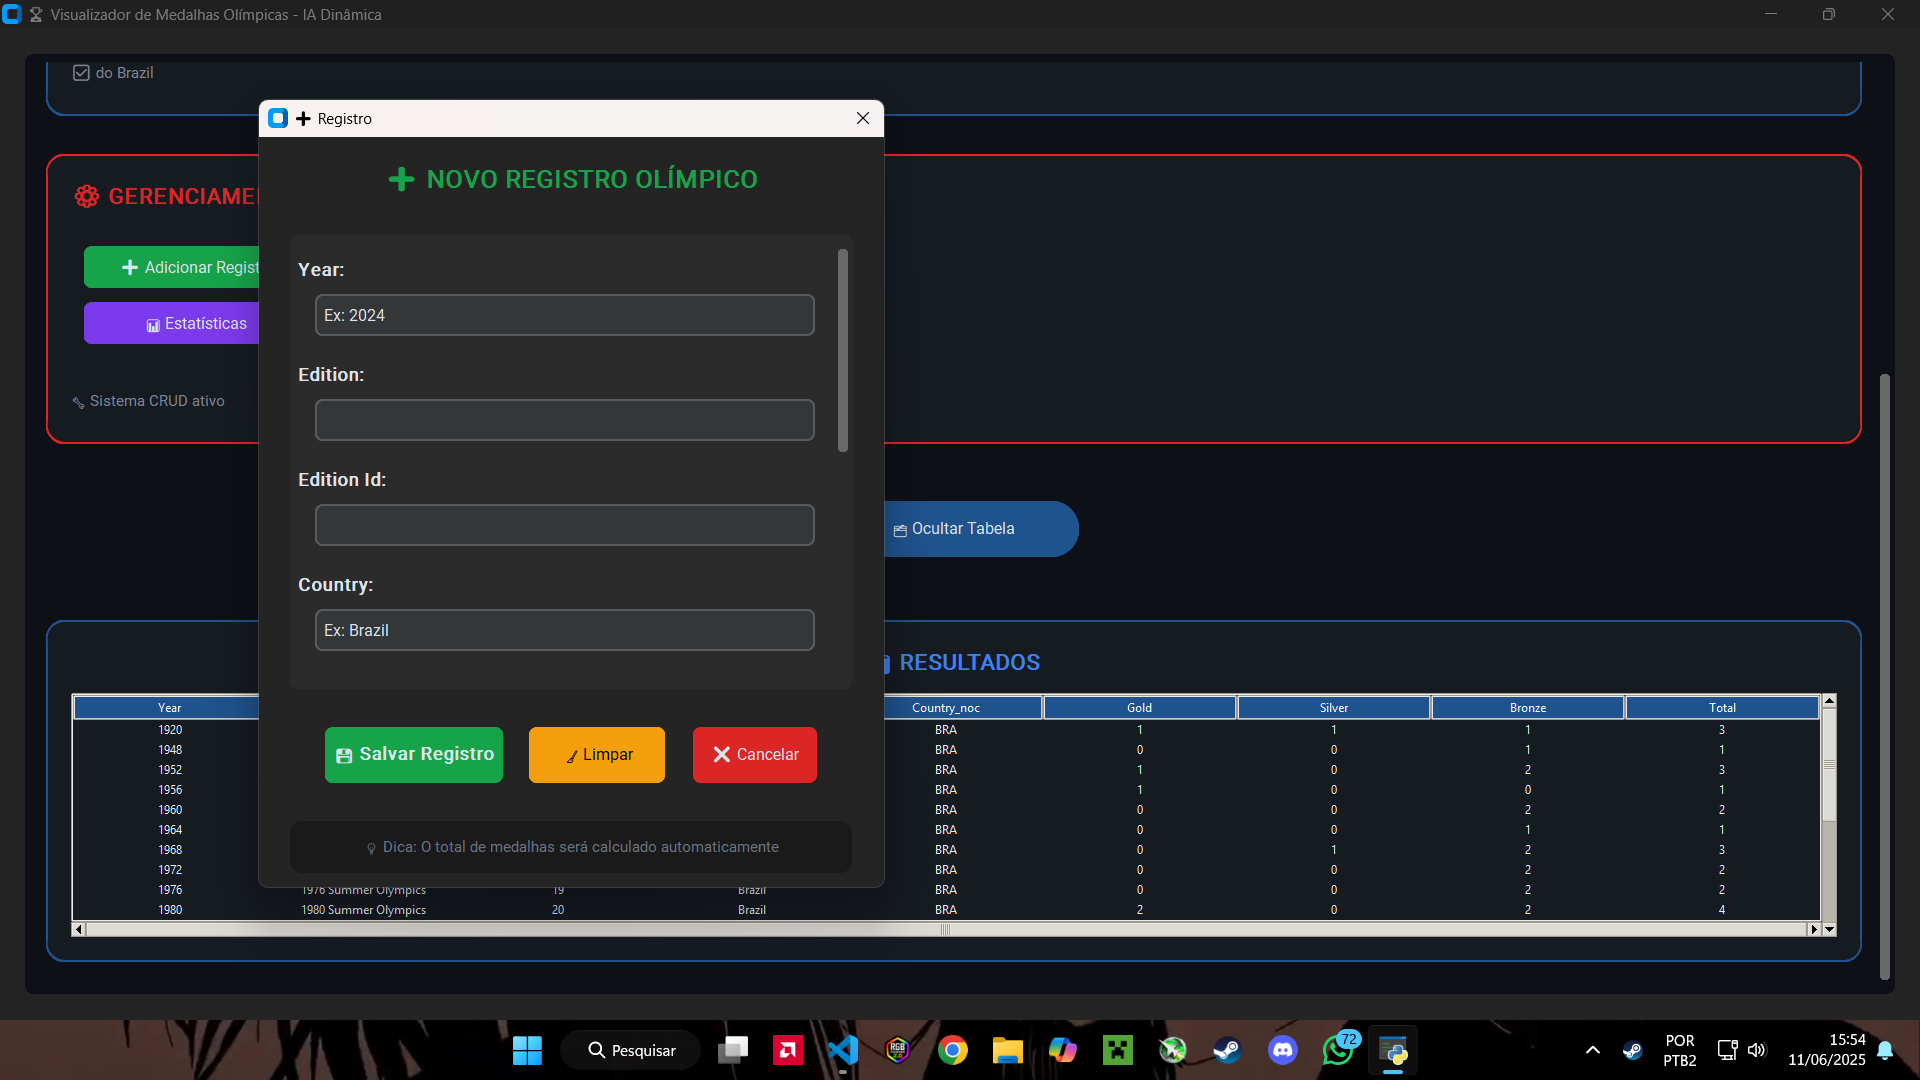 Visualizador de Medalhas Olímpicas - IA Dinâmica
do Brazil
Registro
NOVO REGISTRO OLÍMPICO
GERENCIAME
Adicionar Regist
Estatísticas
Sistema CRUD ativo
Year:
Ex: 2024
Edition:
Edition Id:
Country:
Ex: Brazil
Salvar Registro
Limpar
Cancelar
Dica: O total de medalhas será calculado automaticamente
Ocultar Tabela
RESULTADOS
Year Country_noc Gold Silver Bronze Total
1920 BRA 1 1 1 3
1948 BRA 0 0 1 1
1952 BRA 1 0 2 3
1956 BRA 1 0 0 1
1960 BRA 0 0 2 2
1964 BRA 0 0 1 1
1968 BRA 0 1 2 3
1972 BRA 0 0 2 2
1976 1976 Summer Olympics 19 Brazil BRA 0 0 2 2
1980 1980 Summer Olympics 20 Brazil BRA 2 0 2 4
Pesquisar
RGB
72
POR
PTB2
15:54
11/06/2025